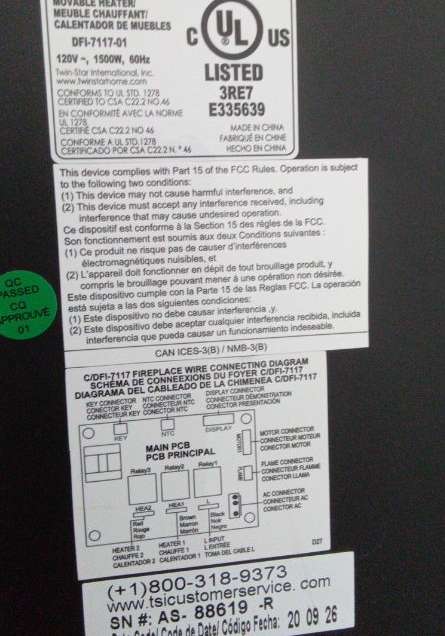 MOVABLE HEATER/
MEUBLE CHAUFFANT/
CALENTADOR DE MUEBLES
DFI-7117-01
120V ~, 1500W, 60Hz
Twin-Star International, Inc.
www.twinstarhome.com
CONFORMS TO UL STD. 1278
CERTIFIED TO CSA C22.2 NO.46
EN CONFORMITÉ AVEC LA NORME
UL 1278
CERTIFIÉ CSA C22.2 NO 46
CONFORME A UL STD.1278
CERTIFICADO POR CSA C22.2 N. ° 46
C UL US
LISTED
3RE7
E335639
MADE IN CHINA
FABRIQUÉ EN CHINE
HECHO EN CHINA
This device complies with Part 15 of the FCC Rules. Operation is subject
to the following two conditions:
(1) This device may not cause harmful interference, and
(2) This device must accept any interference received, including
interference that may cause undesired operation.
Ce dispositif est conforme à la Section 15 des règles de la FCC.
Son fonctionnement est soumis aux deux Conditions suivantes :
(1) Ce produit ne risque pas de causer d'interférences
électromagnétiques nuisibles, et
(2) L'appareil doit fonctionner en dépit de tout brouillage produit, y
compris le brouillage pouvant mener à une opération non désirée.
Este dispositivo cumple con la Parte 15 de las Reglas FCC. La operación
está sujeta a las dos siguientes condiciones:
(1) Este dispositivo no debe causar interferencia ,y.
(2) Este dispositivo debe aceptar cualquier interferencia recibida, incluida
interferencia que pueda causar un funcionamiento indeseable.
CAN ICES-3(B) / NMB-3(B)
QC
PASSED
CQ
APPROUVÉ
01
C/DFI-7117 FIREPLACE WIRE CONNECTING DIAGRAM
SCHÉMA DE CONNEEXIONS DU FOYER C/DFI-7117
DIAGRAMA DEL CABLEADO DE LA CHIMENEA C/DFI-7117
KEY CONNECTOR
CONECTOR KEY
CONNECTEUR KEY
NTC CONNECTOR
CONNECTEUR NTC
CONECTOR NTC
DISPLAY CONNECTOR
CONNECTEUR DÉMONSTRATION
CONECTOR PRESENTACIÓN
KEY
NTC
DISPLAY
MAIN PCB
PCB PRINCIPAL
MOTOR
MOTOR CONNECTOR
CONNECTEUR MOTEUR
CONECTOR MOTOR
Relay3
Relay2
Relay1
FLAME CONNECTOR
CONNECTEUR FLAMME
CONECTOR LLAMA
HEA2
HEA1
L
AC CONNECTOR
CONNECTEUR AC
CONECTOR AC
Red
Rouge
Rojo
Brown
Marron
Marrón
Black
Noir
Negro
HEATER 2
CHAUFFE 2
CALENTADOR 2
HEATER 1
CHAUFFE 1
CALENTADOR 1
L INPUT
L ENTRÉE
TOMA DEL CABLE L
D27
(+1)800-318-9373
www.tsicustomerservice.com
SN #: AS- 88619 -R
Code/ Code de Date/ Código Fecha: 20 09 26